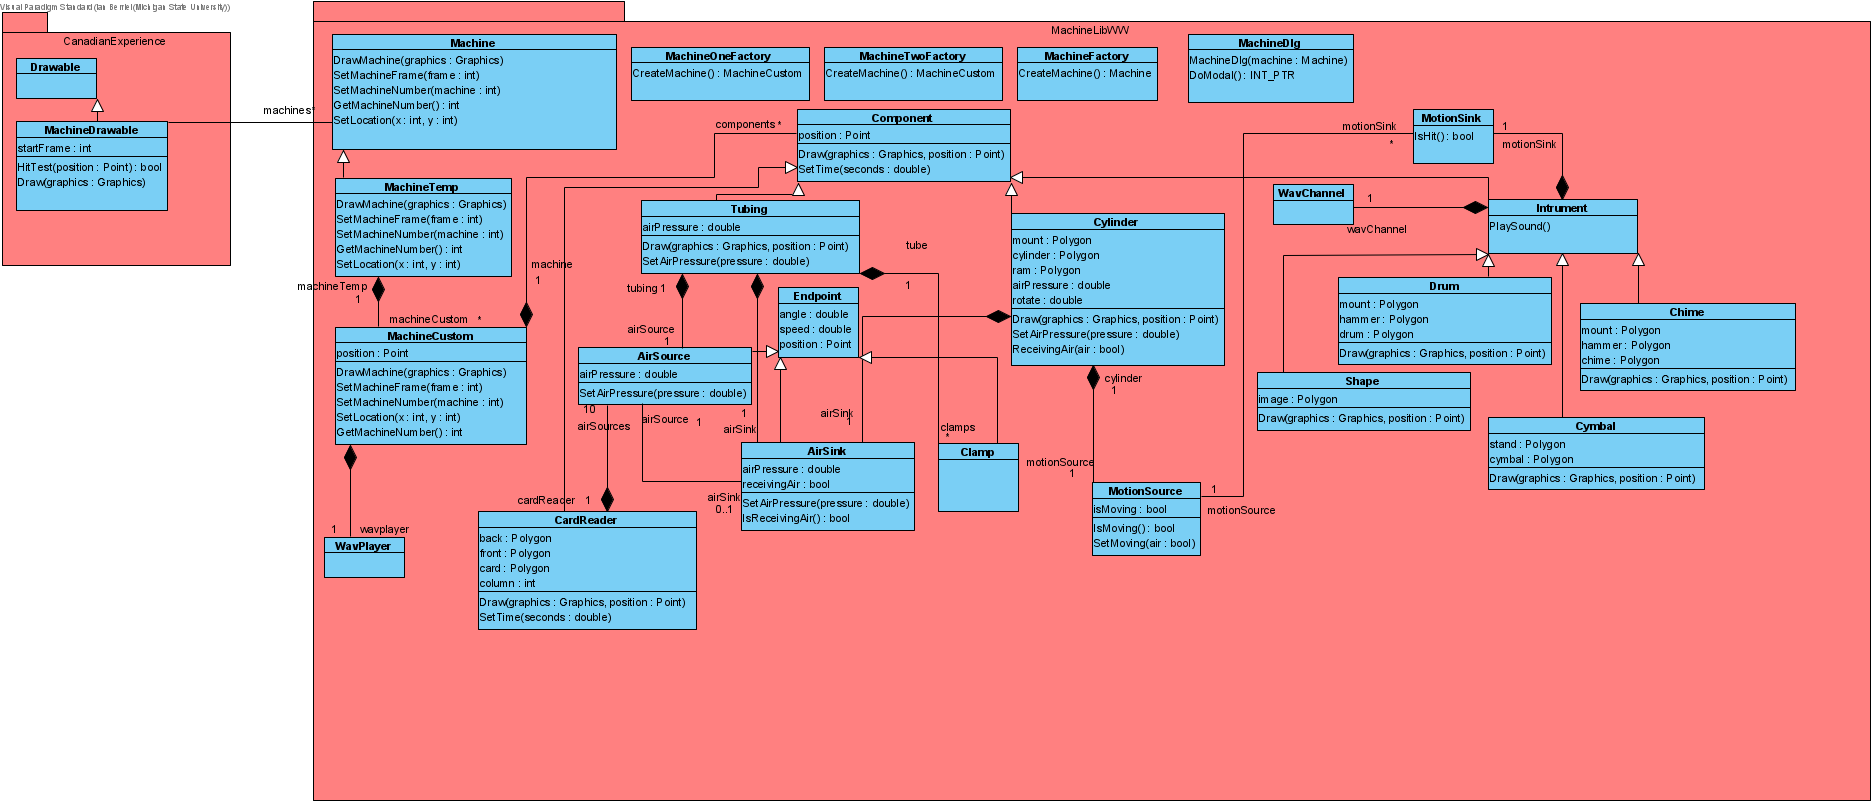 Visual Paradigm Standard (Ian Berriel(Michigan State University))
CanadianExperience
Drawable
MachineDrawable
startFrame : int
HitTest(position : Point) : bool
Draw(graphics : Graphics)
machines*
MachineLibWW
Machine
DrawMachine(graphics : Graphics)
SetMachineFrame(frame : int)
SetMachineNumber(machine : int)
GetMachineNumber() : int
SetLocation(x : int, y : int)
MachineOneFactory
CreateMachine() : MachineCustom
MachineTwoFactory
CreateMachine() : MachineCustom
MachineFactory
CreateMachine() : Machine
MachineDlg
MachineDlg(machine : Machine)
DoModal() : INT_PTR
MachineTemp
DrawMachine(graphics : Graphics)
SetMachineFrame(frame : int)
SetMachineNumber(machine : int)
GetMachineNumber() : int
SetLocation(x : int, y : int)
machineTemp
1
machineCustom *
machine
1
components *
MachineCustom
position : Point
DrawMachine(graphics : Graphics)
SetMachineFrame(frame : int)
SetMachineNumber(machine : int)
SetLocation(x : int, y : int)
GetMachineNumber() : int
1
wavplayer
WavPlayer
Component
position : Point
Draw(graphics : Graphics, position : Point)
SetTime(seconds : double)
Tubing
airPressure : double
Draw(graphics : Graphics, position : Point)
SetAirPressure(pressure : double)
tube
1
tubing 1
airSource
1
Endpoint
angle : double
speed : double
position : Point
AirSource
airPressure : double
SetAirPressure(pressure : double)
10
airSources
airSource 1
1
airSink
airSink
1
clamps
*
airSink
0..1
AirSink
airPressure : double
receivingAir : bool
SetAirPressure(pressure : double)
IsReceivingAir() : bool
Clamp
cardReader 1
CardReader
back : Polygon
front : Polygon
card : Polygon
column : int
Draw(graphics : Graphics, position : Point)
SetTime(seconds : double)
Cylinder
mount : Polygon
cylinder : Polygon
ram : Polygon
airPressure : double
rotate : double
Draw(graphics : Graphics, position : Point)
SetAirPressure(pressure : double)
ReceivingAir(air : bool)
cylinder
1
motionSource
1
MotionSource
isMoving : bool
IsMoving() : bool
SetMoving(air : bool)
1
motionSource
motionSink
*
MotionSink
IsHit() : bool
1
motionSink
WavChannel
1
wavChannel
Intrument
PlaySound()
Drum
mount : Polygon
hammer : Polygon
drum : Polygon
Draw(graphics : Graphics, position : Point)
Chime
mount : Polygon
hammer : Polygon
chime : Polygon
Draw(graphics : Graphics, position : Point)
Shape
image : Polygon
Draw(graphics : Graphics, position : Point)
Cymbal
stand : Polygon
cymbal : Polygon
Draw(graphics : Graphics, position : Point)